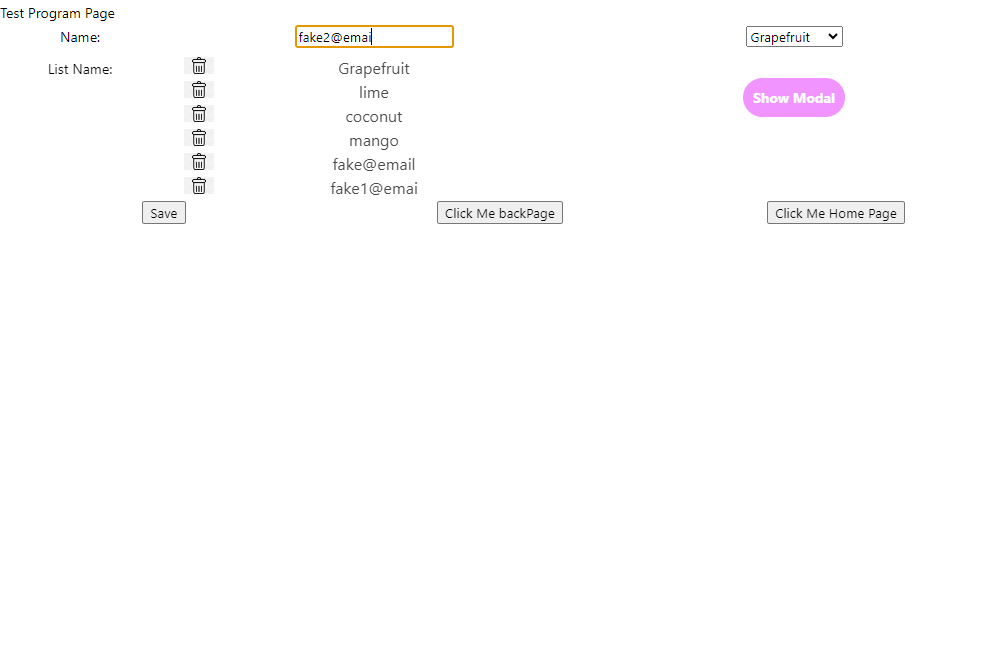 Test Program Page
Name: fake2@emai Grapefruit
List Name: Grapefruit
lime
Show Modal
coconut
mango
fake@email
fake1@emai
Save Click Me backPage Click Me Home Page